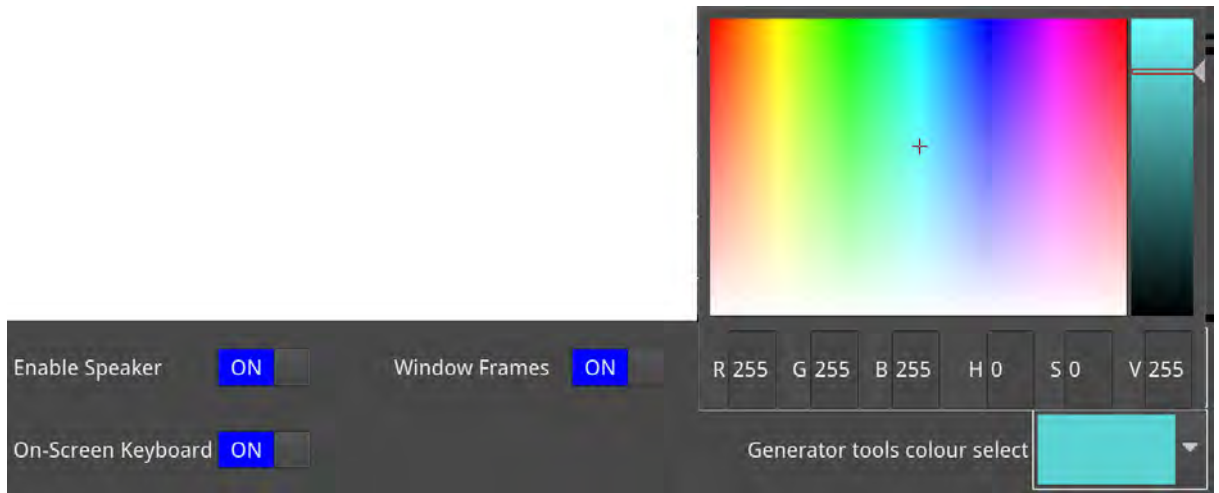 Enable Speaker ON Window Frames ON R 255 G 255 B 255 H 0 S 0 V 255
On-Screen Keyboard ON Generator tools colour select